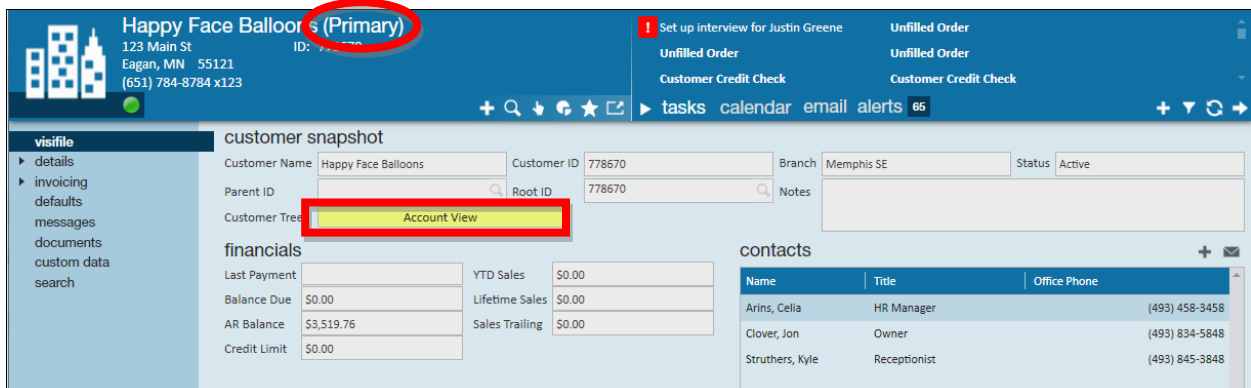 Happy Face Balloons (Primary)
123 Main St ID:
Eagan, MN 55121
(651) 784-8784 x123
! Set up interview for Justin Greene Unfilled Order
Unfilled Order Unfilled Order
Customer Credit Check Customer Credit Check
tasks calendar email alerts 65
visifile
details
invoicing
defaults
messages
documents
custom data
search
customer snapshot
Customer Name Happy Face Balloons Customer ID 778670 Branch Memphis SE Status Active
Parent ID Root ID 778670 Notes
Customer Tree Account View
financials
Last Payment YTD Sales $0.00
Balance Due $0.00 Lifetime Sales $0.00
AR Balance $3,519.76 Sales Trailing $0.00
Credit Limit $0.00
contacts
Name Title Office Phone
Arins, Celia HR Manager (493) 458-3458
Clover, Jon Owner (493) 834-5848
Struthers, Kyle Receptionist (493) 845-3848